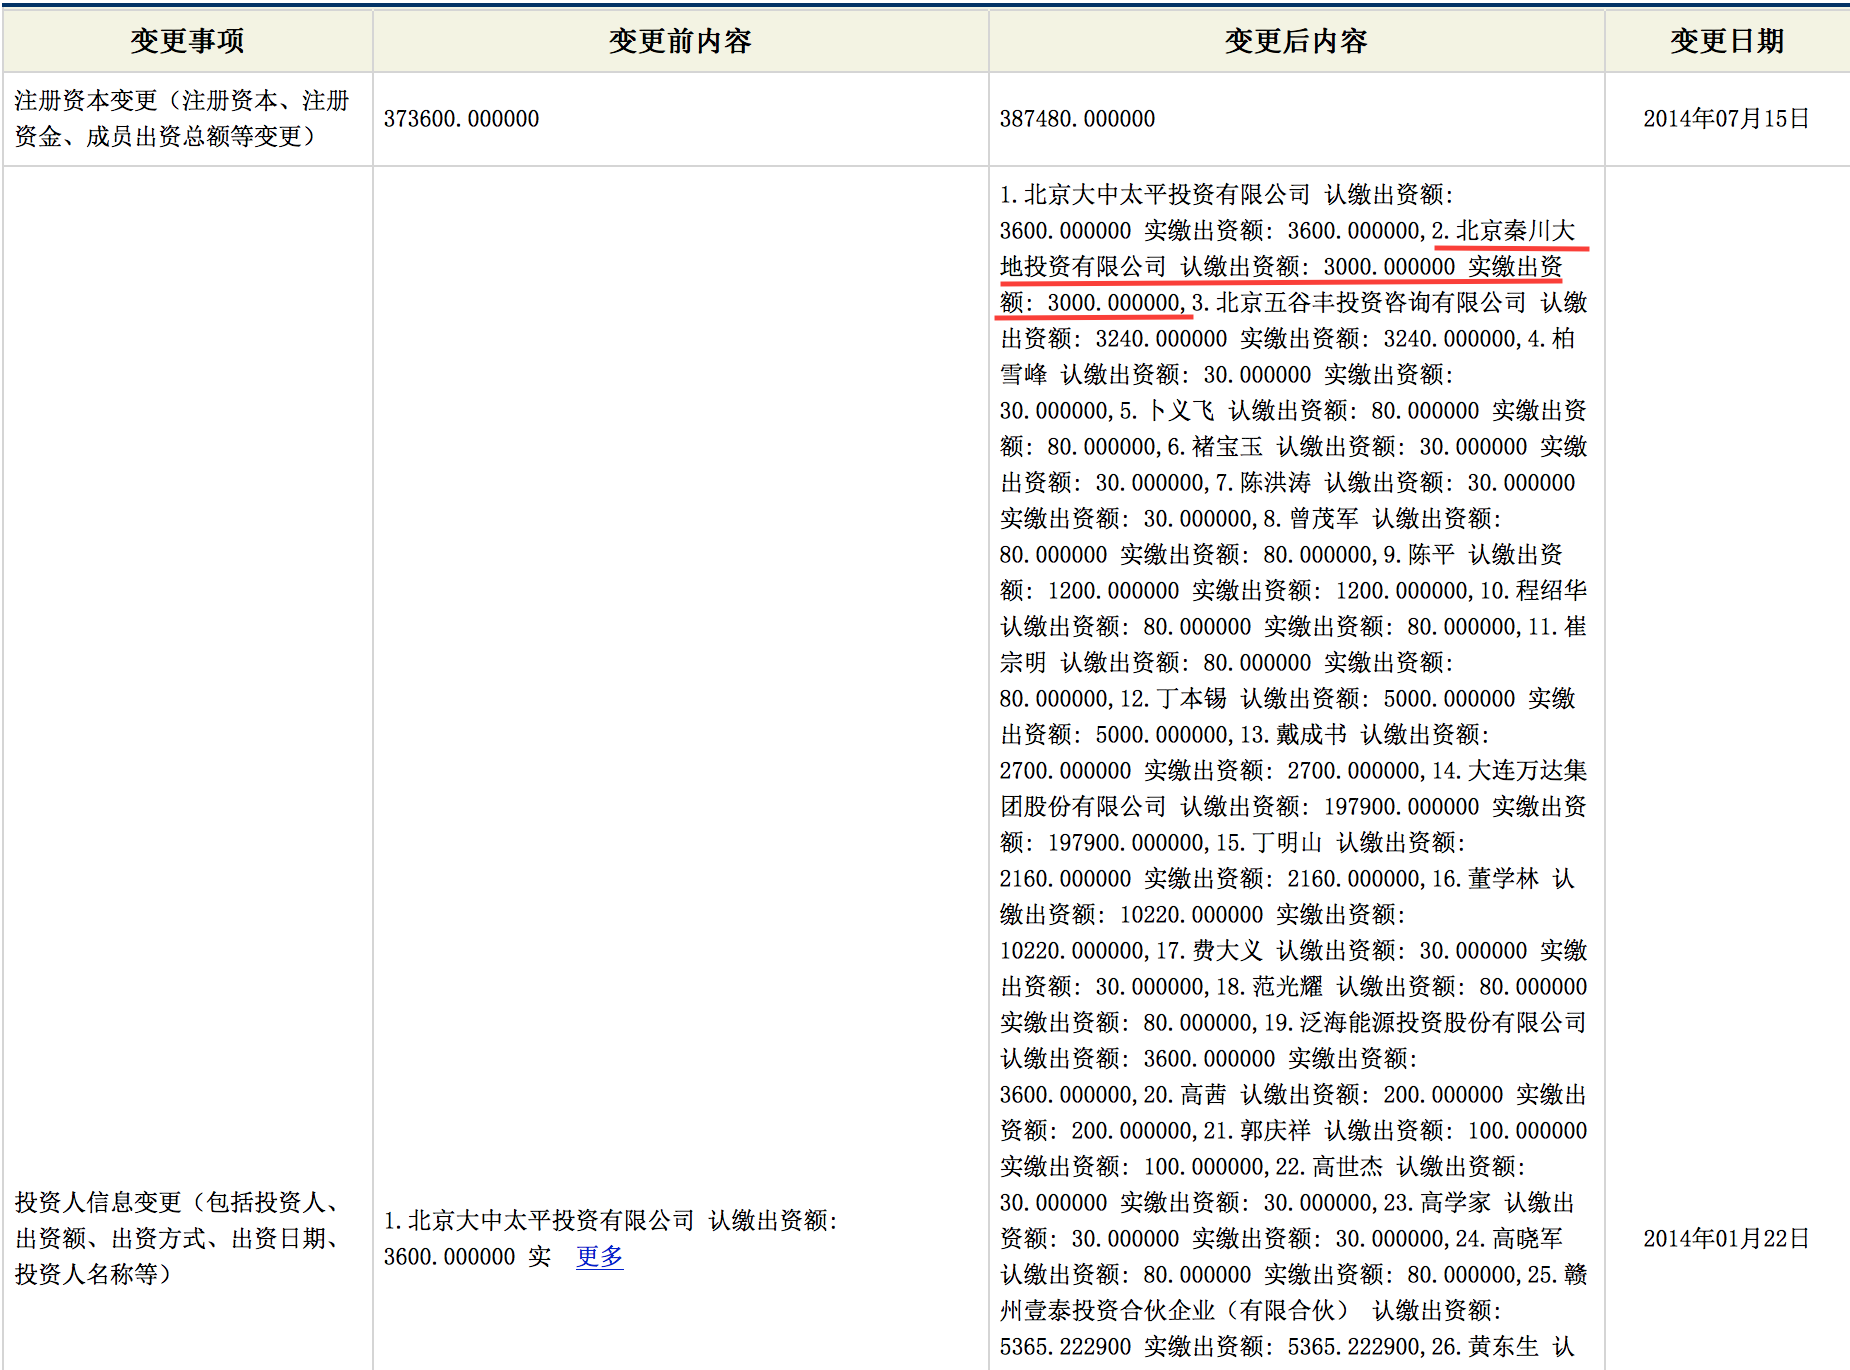 变更事项 变更前内容 变更后内容 变更日期
注册资本变更（注册资本、注册
资金、成员出资总额等变更）
373600.000000
387480.000000
2014年07月15日
投资人信息变更（包括投资人、
出资额、出资方式、出资日期、
投资人名称等）
1.北京大中太平投资有限公司 认缴出资额:
3600.000000 实 更多
1.北京大中太平投资有限公司 认缴出资额:
3600.000000 实缴出资额: 3600.000000,2.北京秦川大
地投资有限公司 认缴出资额: 3000.000000 实缴出资
额: 3000.000000,3.北京五谷丰投资咨询有限公司 认缴
出资额: 3240.000000 实缴出资额: 3240.000000,4.柏
雪峰 认缴出资额: 30.000000 实缴出资额:
30.000000,5.卜义飞 认缴出资额: 80.000000 实缴出资
额: 80.000000,6.褚宝玉 认缴出资额: 30.000000 实缴
出资额: 30.000000,7.陈洪涛 认缴出资额: 30.000000
实缴出资额: 30.000000,8.曾茂军 认缴出资额:
80.000000 实缴出资额: 80.000000,9.陈平 认缴出资
额: 1200.000000 实缴出资额: 1200.000000,10.程绍华
认缴出资额: 80.000000 实缴出资额: 80.000000,11.崔
宗明 认缴出资额: 80.000000 实缴出资额:
80.000000,12.丁本锡 认缴出资额: 5000.000000 实缴
出资额: 5000.000000,13.戴成书 认缴出资额:
2700.000000 实缴出资额: 2700.000000,14.大连万达集
团股份有限公司 认缴出资额: 197900.000000 实缴出资
额: 197900.000000,15.丁明山 认缴出资额:
2160.000000 实缴出资额: 2160.000000,16.董学林 认
缴出资额: 10220.000000 实缴出资额:
10220.000000,17.费大义 认缴出资额: 30.000000 实缴
出资额: 30.000000,18.范光耀 认缴出资额: 80.000000
实缴出资额: 80.000000,19.泛海能源投资股份有限公司
认缴出资额: 3600.000000 实缴出资额:
3600.000000,20.高茜 认缴出资额: 200.000000 实缴出
资额: 200.000000,21.郭庆祥 认缴出资额: 100.000000
实缴出资额: 100.000000,22.高世杰 认缴出资额:
30.000000 实缴出资额: 30.000000,23.高学家 认缴出
资额: 30.000000 实缴出资额: 30.000000,24.高晓军
认缴出资额: 80.000000 实缴出资额: 80.000000,25.赣
州壹泰投资合伙企业（有限合伙） 认缴出资额:
5365.222900 实缴出资额: 5365.222900,26.黄东生 认
2014年01月22日